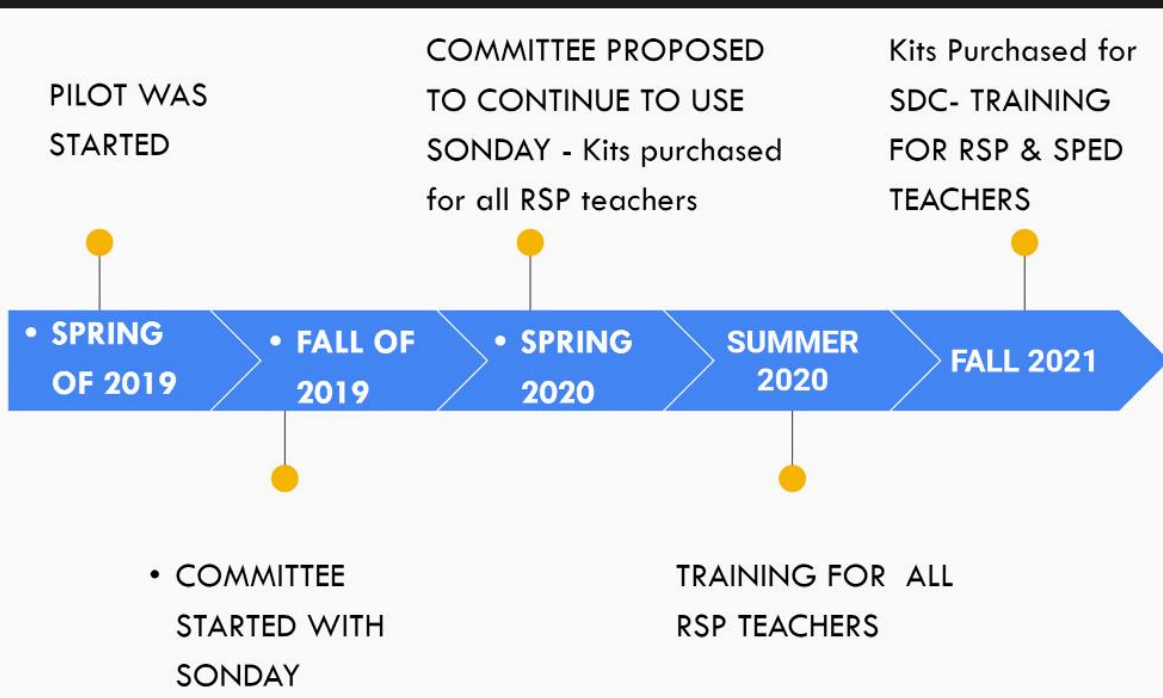 PILOT WAS
STARTED
COMMITTEE PROPOSED
TO CONTINUE TO USE
SONDAY - Kits purchased
for all RSP teachers
Kits Purchased for
SDC- TRAINING
FOR RSP & SPED
TEACHERS
• SPRING
OF 2019
• FALL OF
2019
• SPRING
2020
SUMMER
2020
FALL 2021
• COMMITTEE
STARTED WITH
SONDAY
TRAINING FOR ALL
RSP TEACHERS